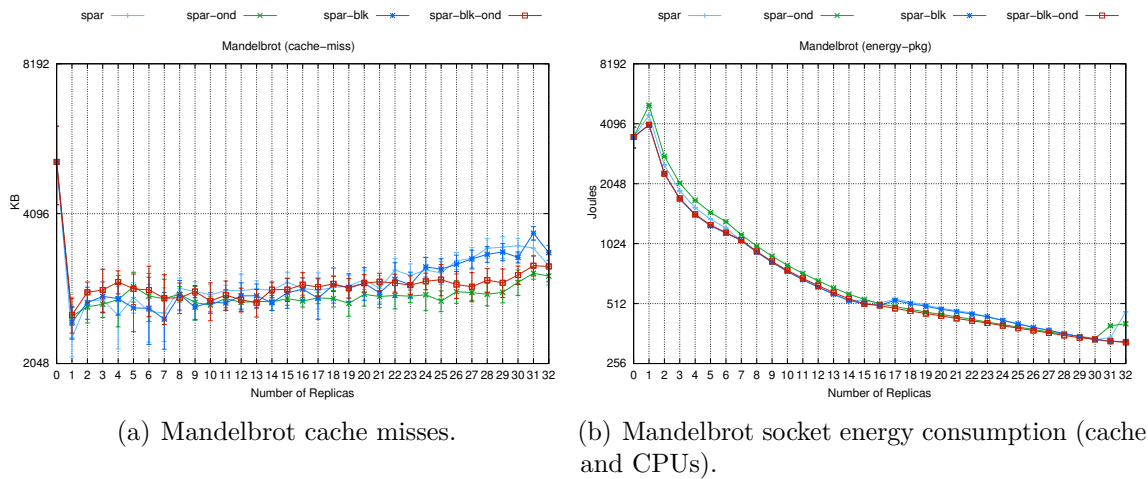 spar spar-ond spar-blk spar-blk-ond
Mandelbrot (cache-miss)
8192
4096
2048
KB
0 1 2 3 4 5 6 7 8 9 10 11 12 13 14 15 16 17 18 19 20 21 22 23 24 25 26 27 28 29 30 31 32
Number of Replicas
(a) Mandelbrot cache misses.
spar spar-ond spar-blk spar-blk-ond
Mandelbrot (energy-pkg)
8192
4096
2048
1024
512
256
Joules
0 1 2 3 4 5 6 7 8 9 10 11 12 13 14 15 16 17 18 19 20 21 22 23 24 25 26 27 28 29 30 31 32
Number of Replicas
(b) Mandelbrot socket energy consumption (cache
and CPUs).